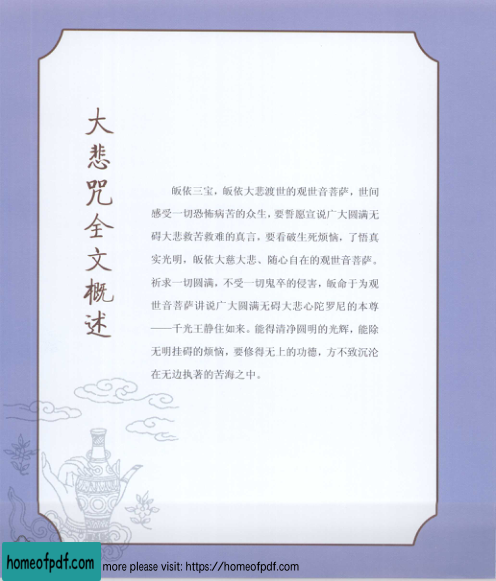 大悲咒全文概述
皈依三宝，皈依大悲渡世的观世音菩萨，世间
感受一切恐怖病苦的众生，要誓愿宣说广大圆满无
碍大悲救苦救难的真言，要看破生死烦恼，了悟真
实光明，皈依大慈大悲、随心自在的观世音菩萨。
祈求一切圆满，不受一切鬼卒的侵害，皈命于为观
世音菩萨讲说广大圆满无碍大悲心陀罗尼的本尊
——千光王静住如来。能得清净圆明的光辉，能除
无明挂碍的烦恼，要修得无上的功德，方不致沉沦
在无边执著的苦海之中。
homeofpdf.com
more please visit: https://homeofpdf.com